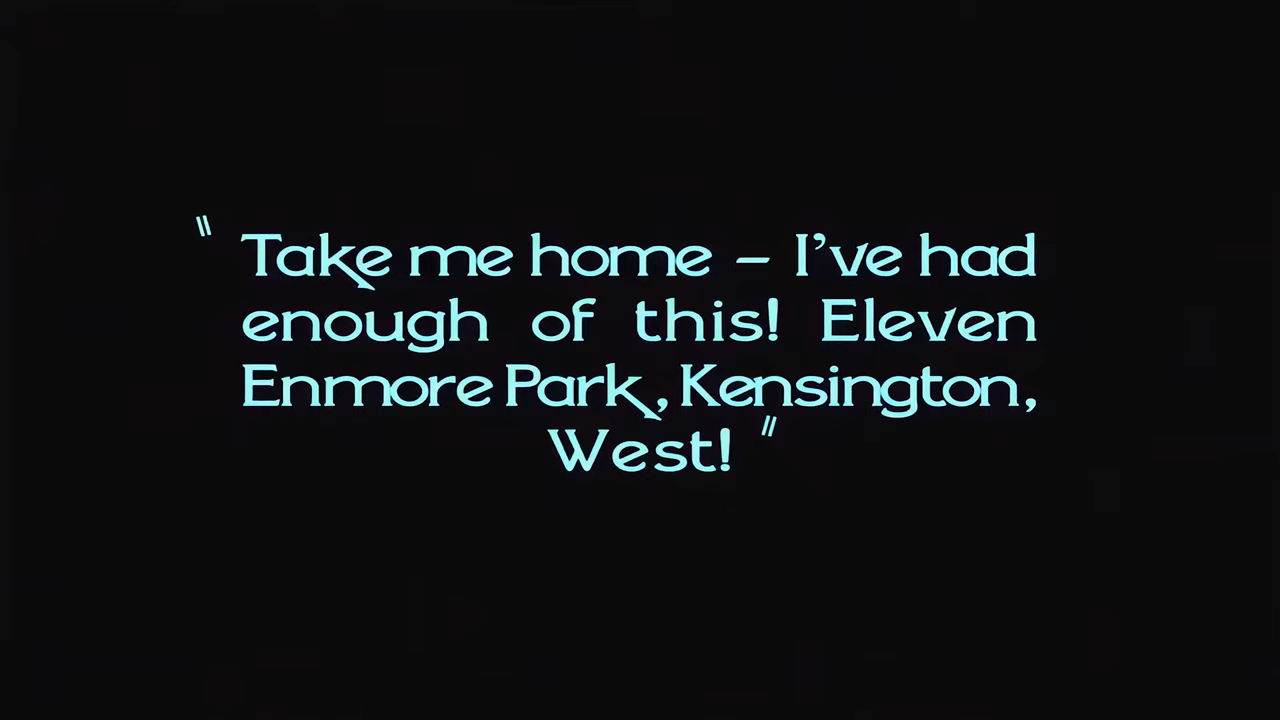 "Take me home – I've had
enough of this! Eleven
Enmore Park, Kensington,
West!"